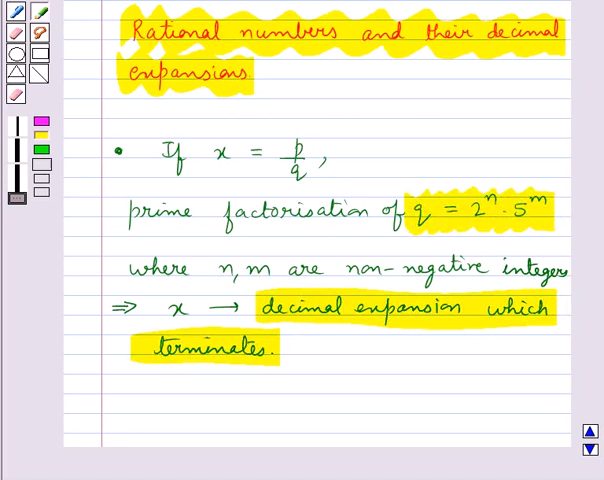 Rational numbers and their decimal
expansions
• If x = p/q,
prime factorisation of q = 2^n · 5^m
where n, m are non-negative integers
⇒ x → decimal expansion which
terminates.